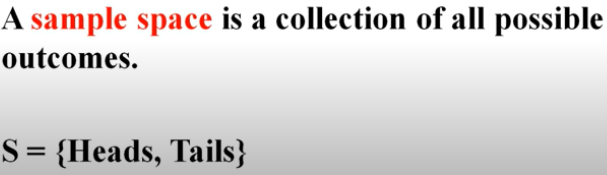 A sample space is a collection of all possible
outcomes.
S = {Heads, Tails}